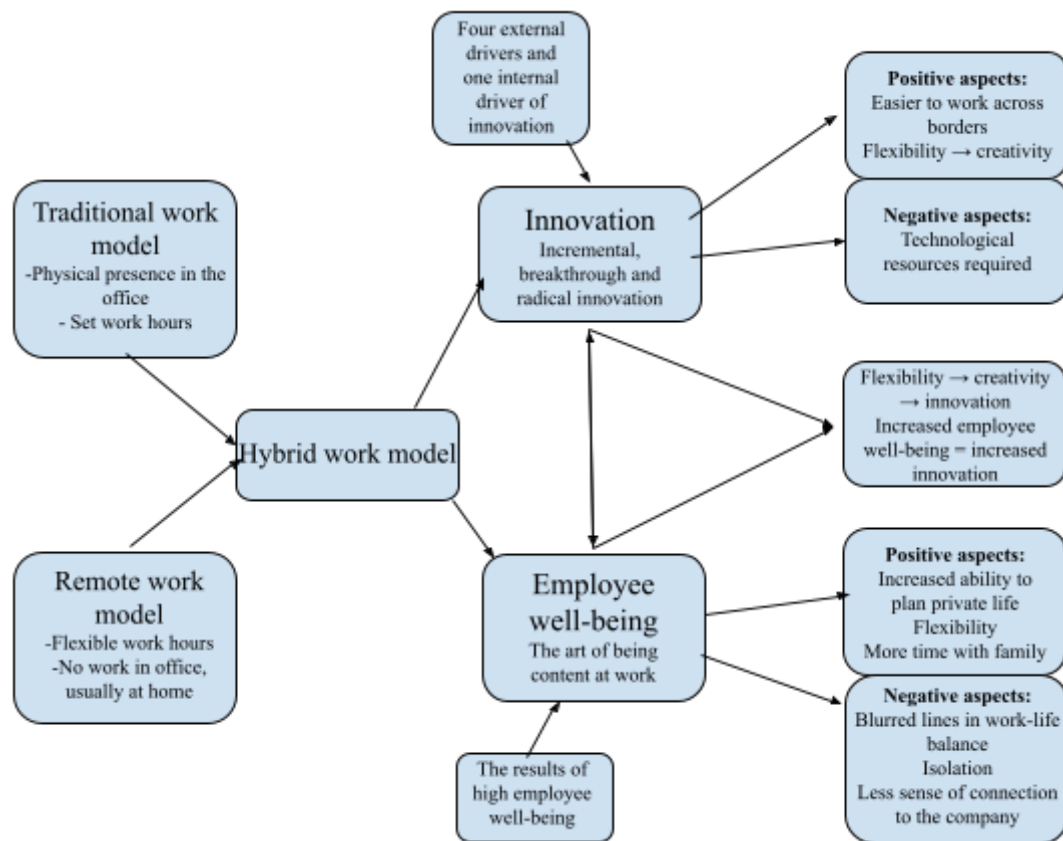 Four external
drivers and
one internal
driver of
innovation
Positive aspects:
Easier to work across
borders
Flexibility → creativity
Traditional work
model
-Physical presence in the
office
- Set work hours
Innovation
Incremental,
breakthrough and
radical innovation
Negative aspects:
Technological
resources required
Flexibility → creativity
→ innovation
Increased employee
well-being = increased
innovation
Hybrid work model
Remote work
model
-Flexible work hours
-No work in office,
usually at home
Employee
well-being
The art of being
content at work
Positive aspects:
Increased ability to
plan private life
Flexibility
More time with family
Negative aspects:
Blurred lines in work-life
balance
Isolation
Less sense of connection
to the company
The results of
high employee
well-being